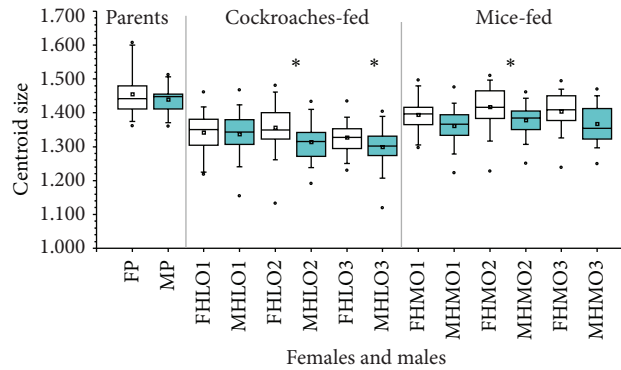 Parents Cockroaches-fed Mice-fed
* * *
Centroid size
1.700
1.600
1.500
1.400
1.300
1.200
1.100
1.000
FP MP FHLO1 MHLO1 FHLO2 MHLO2 FHLO3 MHLO3 FHMO1 MHMO1 FHMO2 MHMO2 FHMO3 MHMO3
Females and males